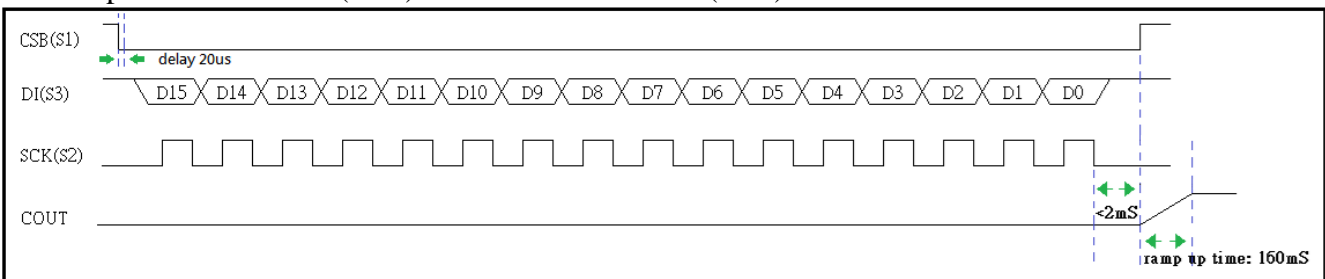 CSB(S1)
delay 20us
DI(S3) D15 D14 D13 D12 D11 D10 D9 D8 D7 D6 D5 D4 D3 D2 D1 D0
SCK(S2)
<2mS
COUT
ramp up time: 160mS